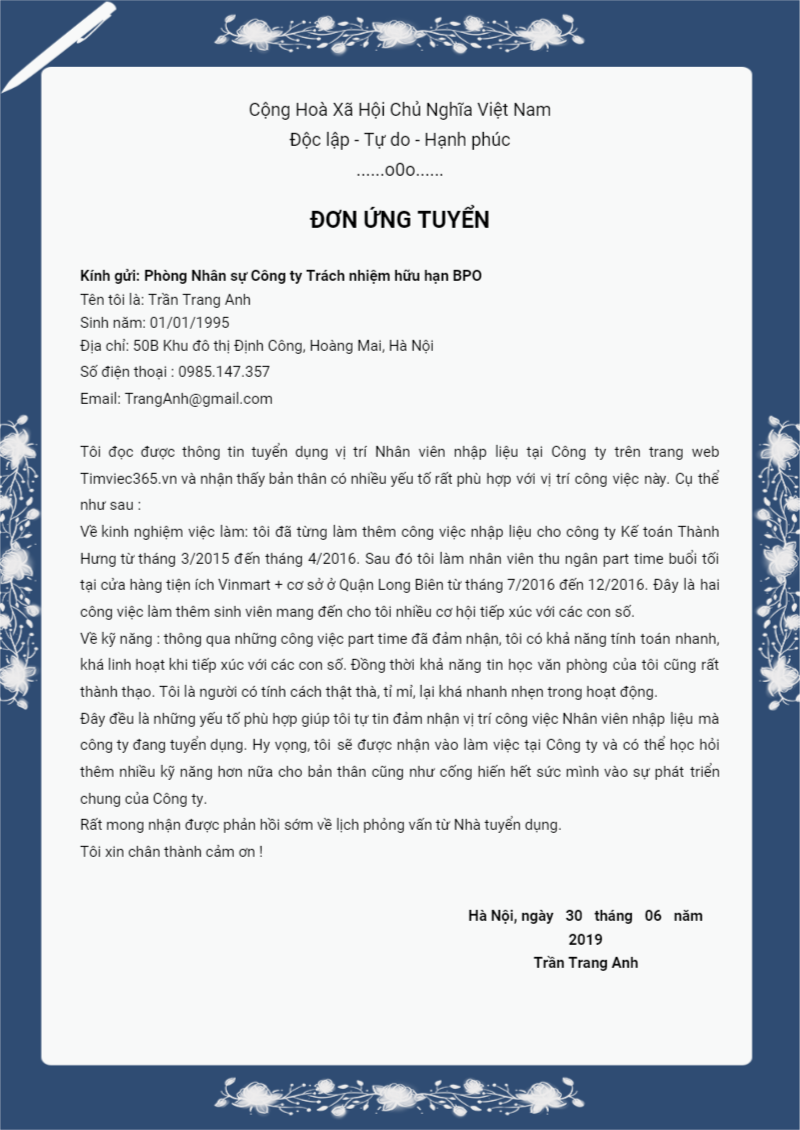 Cộng Hoà Xã Hội Chủ Nghĩa Việt Nam
Độc lập - Tự do - Hạnh phúc
......o0o......
ĐƠN ỨNG TUYỂN
Kính gửi: Phòng Nhân sự Công ty Trách nhiệm hữu hạn BPO
Tên tôi là: Trần Trang Anh
Sinh năm: 01/01/1995
Địa chỉ: 50B Khu đô thị Định Công, Hoàng Mai, Hà Nội
Số điện thoại : 0985.147.357
Email: TrangAnh@gmail.com
Tôi đọc được thông tin tuyển dụng vị trí Nhân viên nhập liệu tại Công ty trên trang web
Timviec365.vn và nhận thấy bản thân có nhiều yếu tố rất phù hợp với vị trí công việc này. Cụ thể
như sau :
Về kinh nghiệm việc làm: tôi đã từng làm thêm công việc nhập liệu cho công ty Kế toán Thành
Hưng từ tháng 3/2015 đến tháng 4/2016. Sau đó tôi làm nhân viên thu ngân part time buổi tối
tại cửa hàng tiện ích Vinmart + cơ sở ở Quận Long Biên từ tháng 7/2016 đến 12/2016. Đây là hai
công việc làm thêm sinh viên mang đến cho tôi nhiều cơ hội tiếp xúc với các con số.
Về kỹ năng : thông qua những công việc part time đã đảm nhận, tôi có khả năng tính toán nhanh,
khá linh hoạt khi tiếp xúc với các con số. Đồng thời khả năng tin học văn phòng của tôi cũng rất
thành thạo. Tôi là người có tính cách thật thà, tỉ mỉ, lại khá nhanh nhẹn trong hoạt động.
Đây đều là những yếu tố phù hợp giúp tôi tự tin đảm nhận vị trí công việc Nhân viên nhập liệu mà
công ty đang tuyển dụng. Hy vọng, tôi sẽ được nhận vào làm việc tại Công ty và có thể học hỏi
thêm nhiều kỹ năng hơn nữa cho bản thân cũng như cống hiến hết sức mình vào sự phát triển
chung của Công ty.
Rất mong nhận được phản hồi sớm về lịch phỏng vấn từ Nhà tuyển dụng.
Tôi xin chân thành cảm ơn !
Hà Nội, ngày 30 tháng 06 năm
2019
Trần Trang Anh